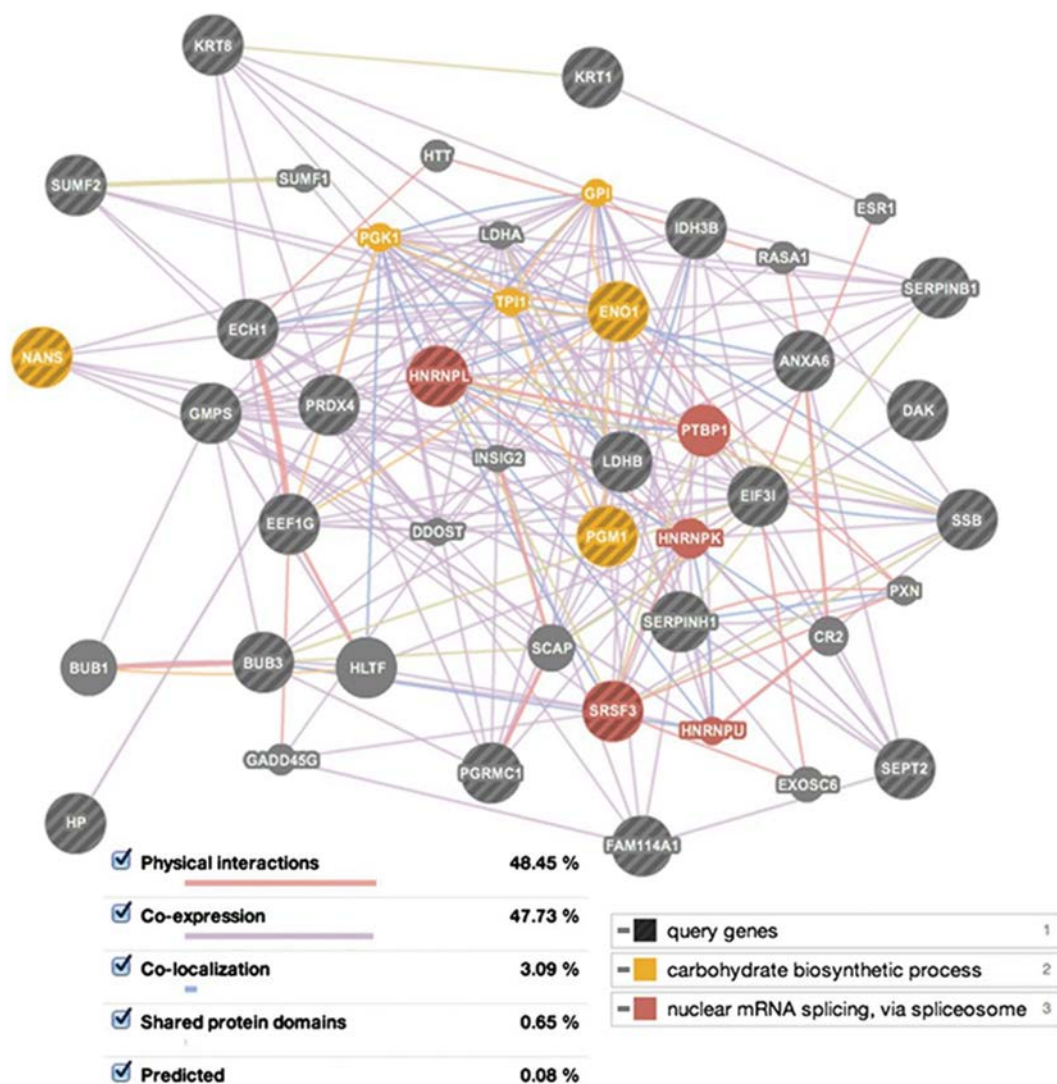 KRT8
KRT1
HTT
SUMF2
SUMF1
GPI
ESR1
PGK1
LDHA
IDH3B
RASA1
SERPINB1
TPI1
ENO1
ECH1
NANS
HNRNPL
ANXA6
GMPS
PRDX4
DAK
PTBP1
INSIG2
LDHB
EIF3I
EEF1G
DDOST
PGM1
HNRNPK
SSB
PXN
SERPINH1
CR2
SCAP
BUB1
BUB3
HLTF
SRSF3
HNRNPU
GADD45G
PGRMC1
EXOSC6
SEPT2
HP
FAM114A1
Physical interactions 48.45 %
Co-expression 47.73 %
Co-localization 3.09 %
Shared protein domains 0.65 %
Predicted 0.08 %
query genes 1
carbohydrate biosynthetic process 2
nuclear mRNA splicing, via spliceosome 3